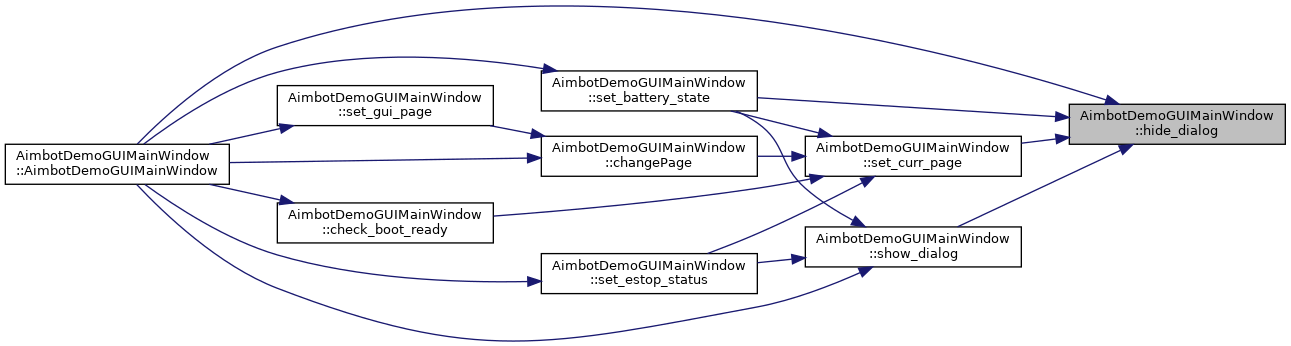 AimbotDemoGUIMainWindow
::AimbotDemoGUIMainWindow
AimbotDemoGUIMainWindow
::set_gui_page
AimbotDemoGUIMainWindow
::check_boot_ready
AimbotDemoGUIMainWindow
::set_battery_state
AimbotDemoGUIMainWindow
::changePage
AimbotDemoGUIMainWindow
::set_estop_status
AimbotDemoGUIMainWindow
::set_curr_page
AimbotDemoGUIMainWindow
::show_dialog
AimbotDemoGUIMainWindow
::hide_dialog